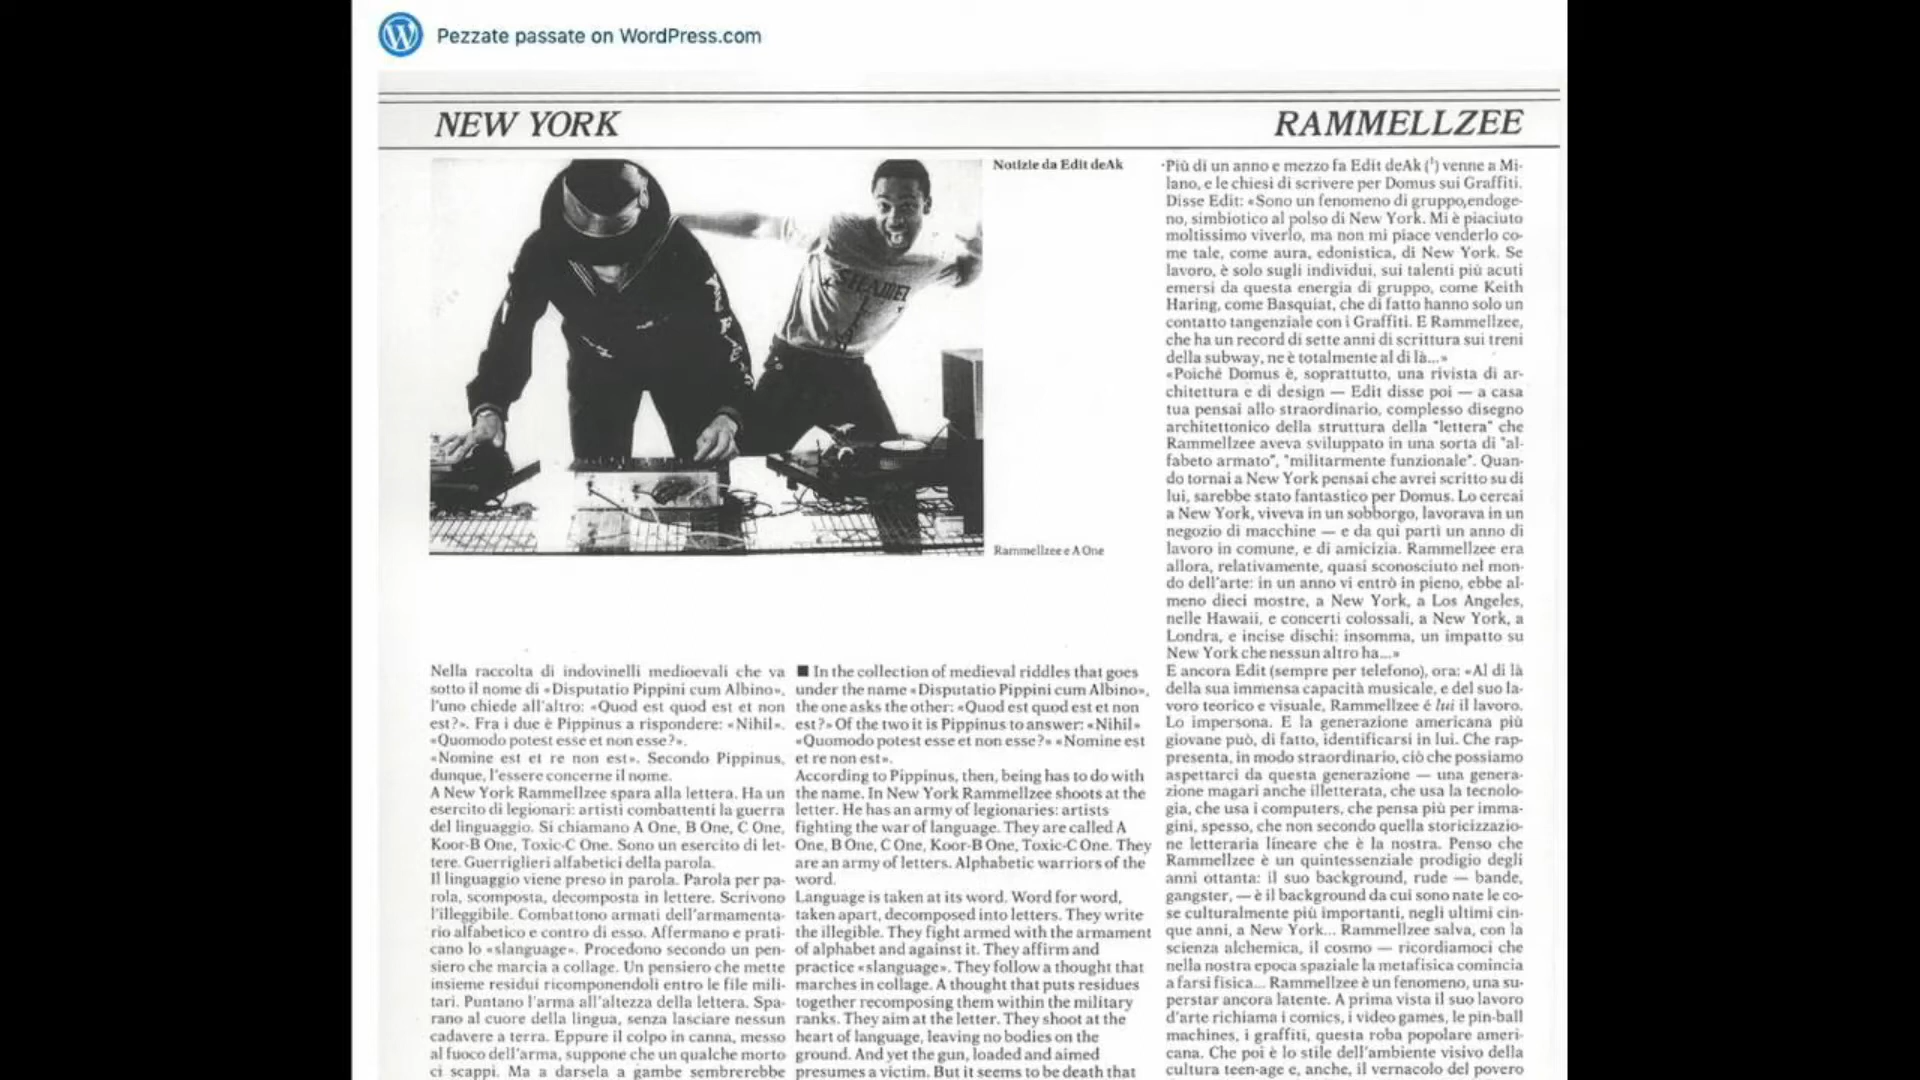 Pezzate passate on WordPress.com
NEW YORK
RAMMELLZEE
Notizie da Edit deAk
Rammellzee e A One
Nella raccolta di indovinelli medioevali che va
sotto il nome di «Disputatio Pippini cum Albino»,
l'uno chiede all'altro: «Quod est quod est et non
est?». Fra i due è Pippinus a rispondere: «Nihil».
«Quomodo potest esse et non esse?».
«Nomine est et re non est». Secondo Pippinus,
dunque, l'essere concerne il nome.
A New York Rammellzee spara alla lettera. Ha un
esercito di legionari: artisti combattenti la guerra
del linguaggio. Si chiamano A One, B One, C One,
Koor-B One, Toxic-C One. Sono un esercito di let-
tere. Guerriglieri alfabetici della parola.
Il linguaggio viene preso in parola. Parola per pa-
rola, scomposta, decomposta in lettere. Scrivono
l'illeggibile. Combattono armati dell'armamenta-
rio alfabetico e contro di esso. Affermano e prati-
cano lo «slanguage». Procedono secondo un pen-
siero che marcia a collage. Un pensiero che mette
insieme residui ricomponendoli entro le file mili-
tari. Puntano l'arma all'altezza della lettera. Spa-
rano al cuore della lingua, senza lasciare nessun
cadavere a terra. Eppure il colpo in canna, messo
al fuoco dell'arma, suppone che un qualche morto
ci scappi. Ma a darsela a gambe sembrerebbe
■ In the collection of medieval riddles that goes
under the name «Disputatio Pippini cum Albino»,
the one asks the other: «Quod est quod est et non
est?» Of the two it is Pippinus to answer: «Nihil»
«Quomodo potest esse et non esse?» «Nomine est
et re non est».
According to Pippinus, then, being has to do with
the name. In New York Rammellzee shoots at the
letter. He has an army of legionaries: artists
fighting the war of language. They are called A
One, B One, C One, Koor-B One, Toxic-C One. They
are an army of letters. Alphabetic warriors of the
word.
Language is taken at its word. Word for word,
taken apart, decomposed into letters. They write
the illegible. They fight armed with the armament
of alphabet and against it. They affirm and
practice «slanguage». They follow a thought that
marches in collage. A thought that puts residues
together recomposing them within the military
ranks. They aim at the letter. They shoot at the
heart of language, leaving no bodies on the
ground. And yet the gun, loaded and aimed
presumes a victim. But it seems to be death that
Più di un anno e mezzo fa Edit deAk (¹) venne a Mi-
lano, e le chiesi di scrivere per Domus sui Graffiti.
Disse Edit: «Sono un fenomeno di gruppo,endoge-
no, simbiotico al polso di New York. Mi è piaciuto
moltissimo viverlo, ma non mi piace venderlo co-
me tale, come aura, edonistica, di New York. Se
lavoro, è solo sugli individui, sui talenti più acuti
emersi da questa energia di gruppo, come Keith
Haring, come Basquiat, che di fatto hanno solo un
contatto tangenziale con i Graffiti. E Rammellzee,
che ha un record di sette anni di scrittura sui treni
della subway, ne è totalmente al di là...»
«Poiché Domus è, soprattutto, una rivista di ar-
chitettura e di design — Edit disse poi — a casa
tua pensai allo straordinario, complesso disegno
architettonico della struttura della "lettera" che
Rammellzee aveva sviluppato in una sorta di "al-
fabeto armato", "militarmente funzionale". Quan-
do tornai a New York pensai che avrei scritto su di
lui, sarebbe stato fantastico per Domus. Lo cercai
a New York, viveva in un sobborgo, lavorava in un
negozio di macchine — e da qui partì un anno di
lavoro in comune, e di amicizia. Rammellzee era
allora, relativamente, quasi sconosciuto nel mon-
do dell'arte: in un anno vi entrò in pieno, ebbe al-
meno dieci mostre, a New York, a Los Angeles,
nelle Hawaii, e concerti colossali, a New York, a
Londra, e incise dischi: insomma, un impatto su
New York che nessun altro ha...»
E ancora Edit (sempre per telefono), ora: «Al di là
della sua immensa capacità musicale, e del suo la-
voro teorico e visuale, Rammellzee é lui il lavoro.
Lo impersona. E la generazione americana più
giovane può, di fatto, identificarsi in lui. Che rap-
presenta, in modo straordinario, ciò che possiamo
aspettarci da questa generazione — una genera-
zione magari anche illetterata, che usa la tecnolo-
gia, che usa i computers, che pensa più per imma-
gini, spesso, che non secondo quella storicizzazio-
ne letteraria lineare che è la nostra. Penso che
Rammellzee è un quintessenziale prodigio degli
anni ottanta: il suo background, rude — bande,
gangster, — è il background da cui sono nate le co-
se culturalmente più importanti, negli ultimi cin-
que anni, a New York... Rammellzee salva, con la
scienza alchemica, il cosmo — ricordiamoci che
nella nostra epoca spaziale la metafisica comincia
a farsi fisica... Rammellzee è un fenomeno, una su-
perstar ancora latente. A prima vista il suo lavoro
d'arte richiama i comics, i video games, le pin-ball
machines, i graffiti, questa roba popolare ameri-
cana. Che poi è lo stile dell'ambiente visivo della
cultura teen-age e, anche, il vernacolo del povero